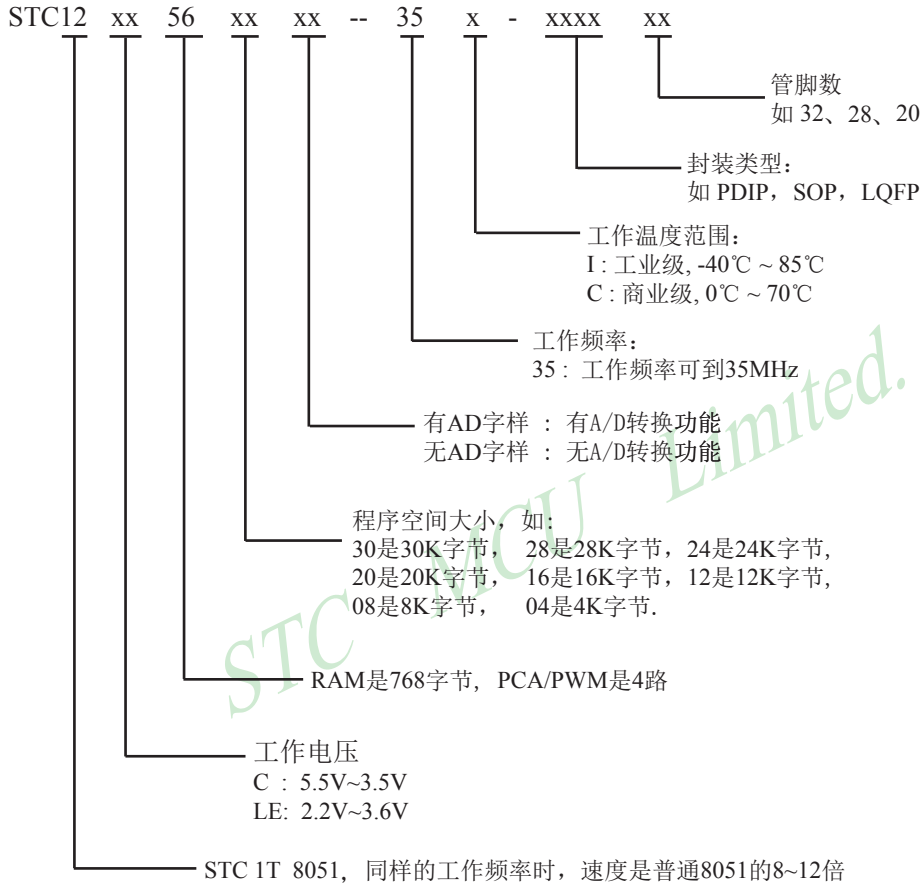 STC12 xx 56 xx xx -- 35 x - xxxx xx
管脚数
如 32、28、20
封装类型：
如 PDIP，SOP，LQFP
工作温度范围：
I : 工业级, -40℃ ~ 85℃
C : 商业级, 0℃ ~ 70℃
工作频率：
35 : 工作频率可到35MHz
有AD字样 : 有A/D转换功能
无AD字样 : 无A/D转换功能
程序空间大小，如:
30是30K字节， 28是28K字节，24是24K字节,
20是20K字节， 16是16K字节，12是12K字节,
08是8K字节， 04是4K字节.
RAM是768字节, PCA/PWM是4路
工作电压
C : 5.5V~3.5V
LE: 2.2V~3.6V
STC 1T 8051, 同样的工作频率时，速度是普通8051的8~12倍
STC MCU Limited.